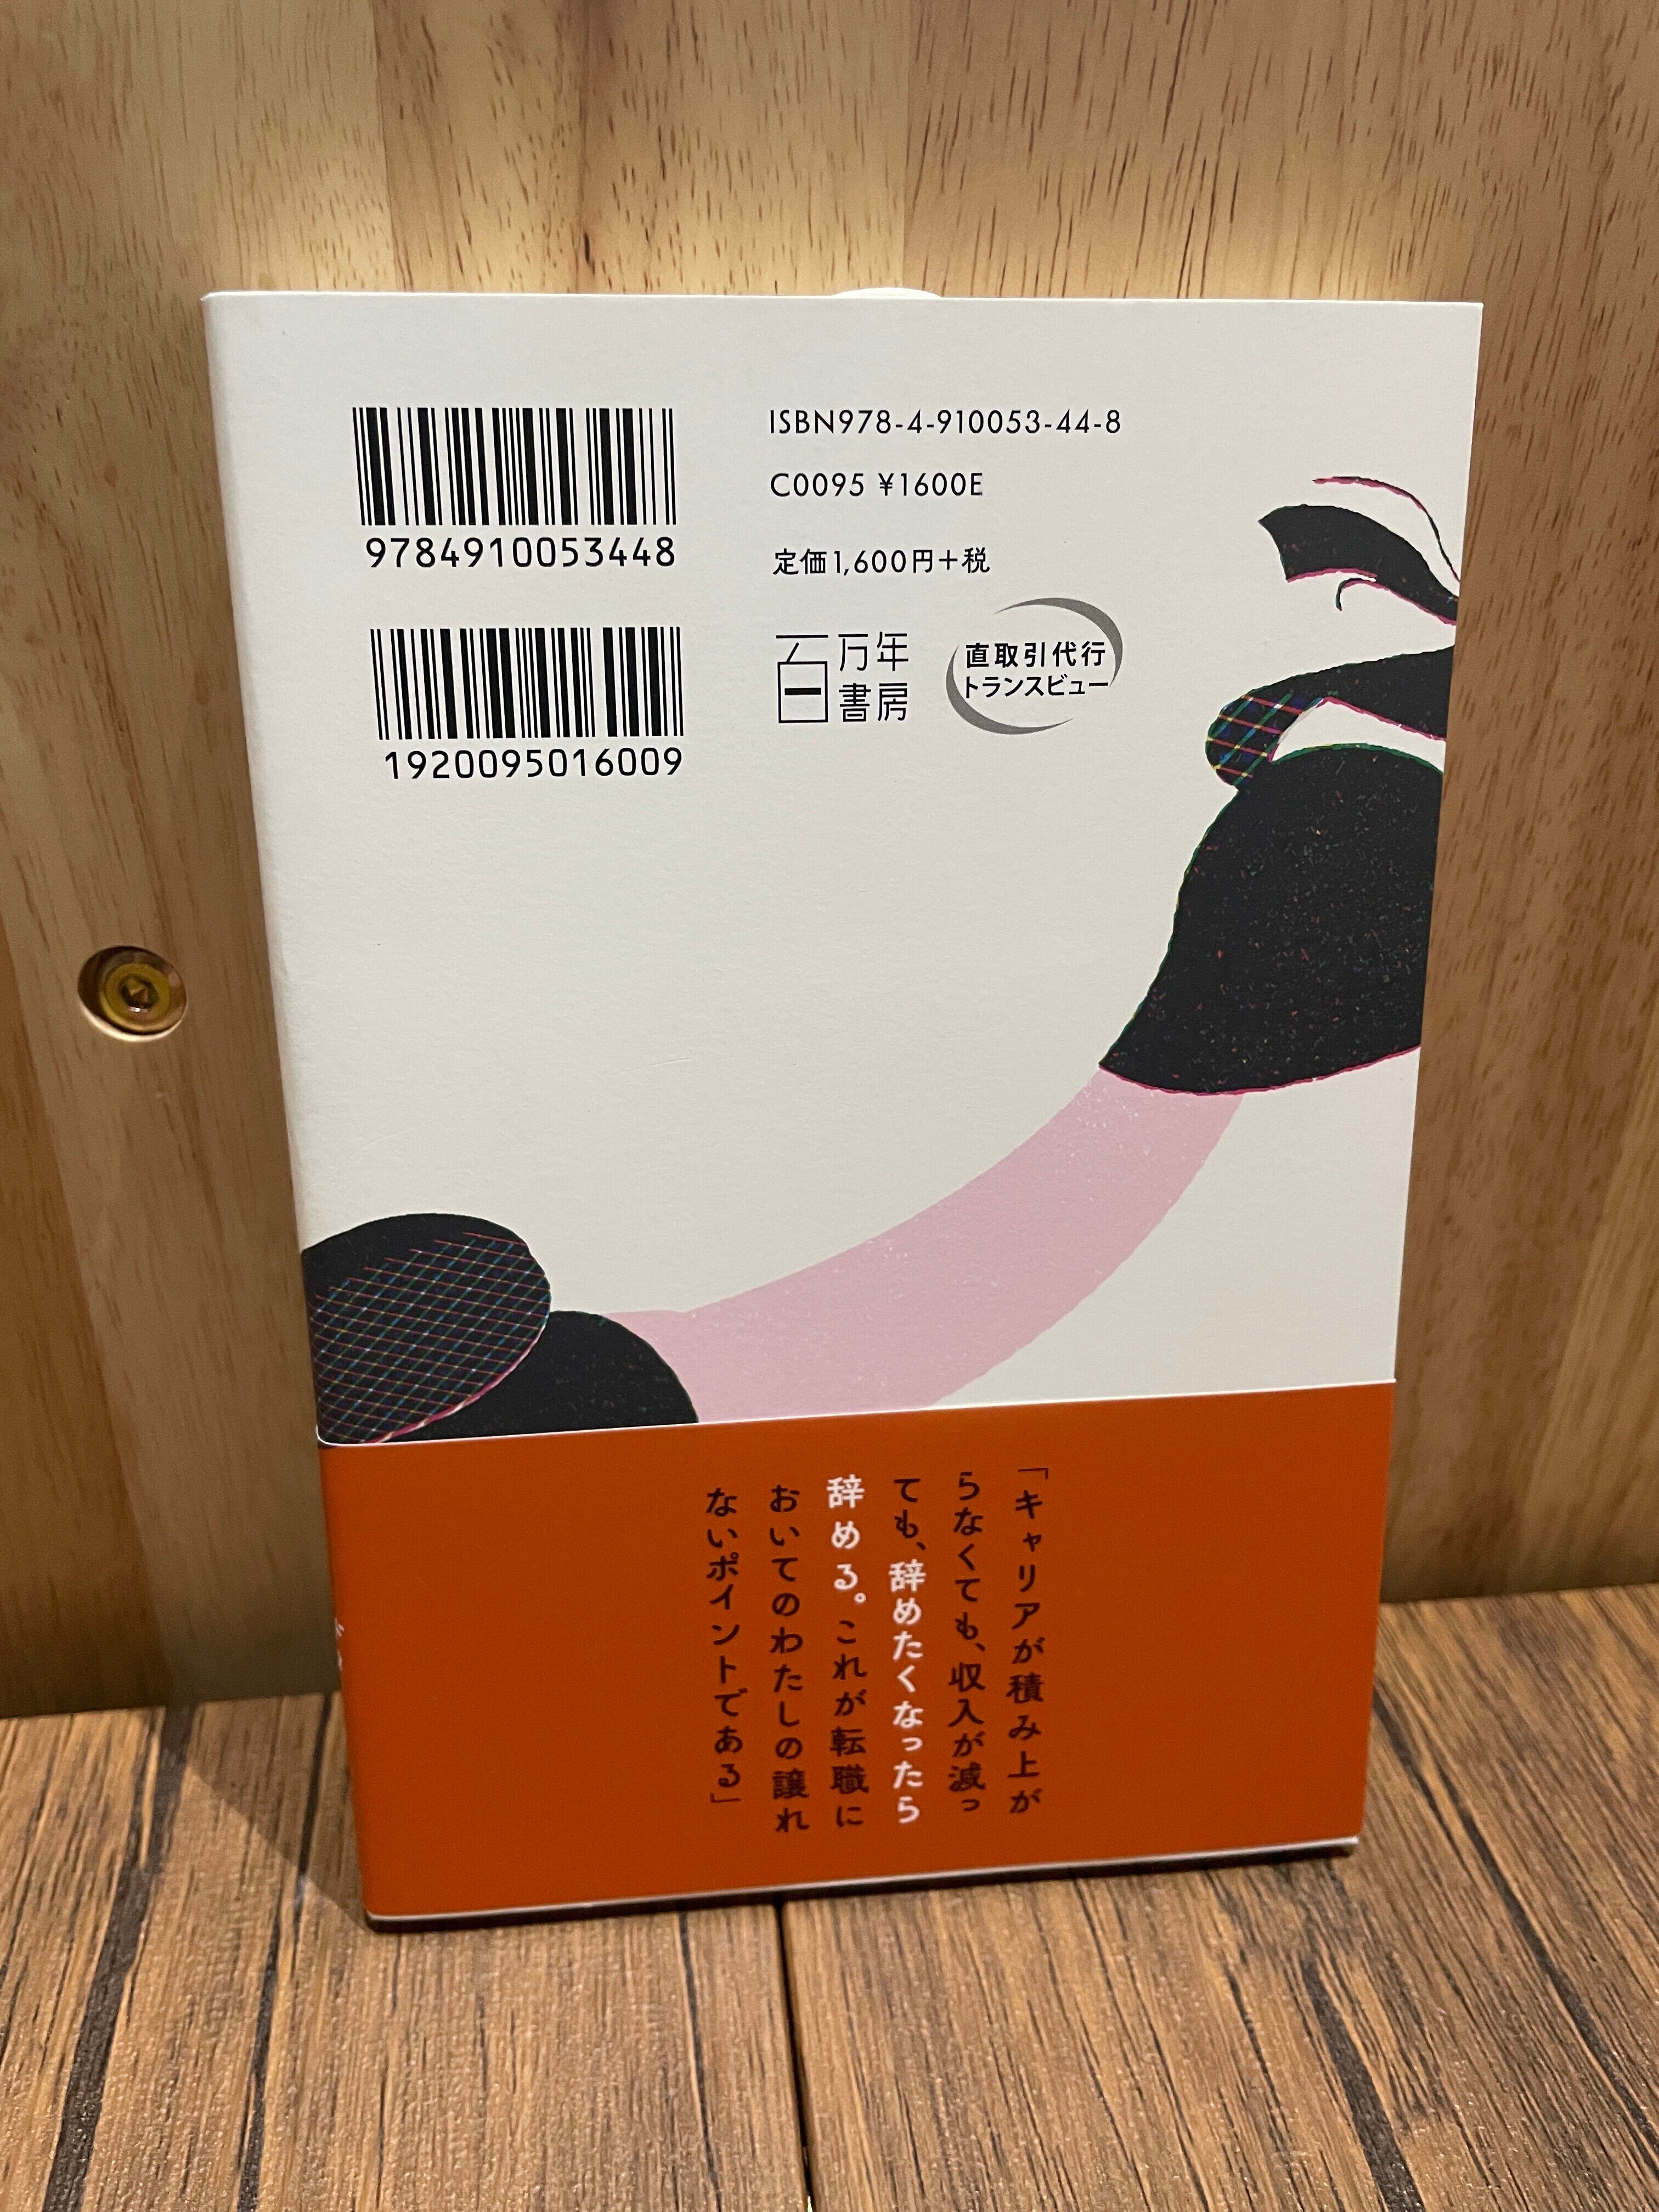 9784910053448
1920095016009
ISBN978-4-910053-44-8
C0095 ¥1600E
定価1,600円+税
百万年
書房
直取引代行
トランスビュー
「キャリアが積み上が
らなくても、収入が減っ
ても、辞めたくなったら
辞める。これが転職に
おいてのわたしの譲れ
ないポイントである」